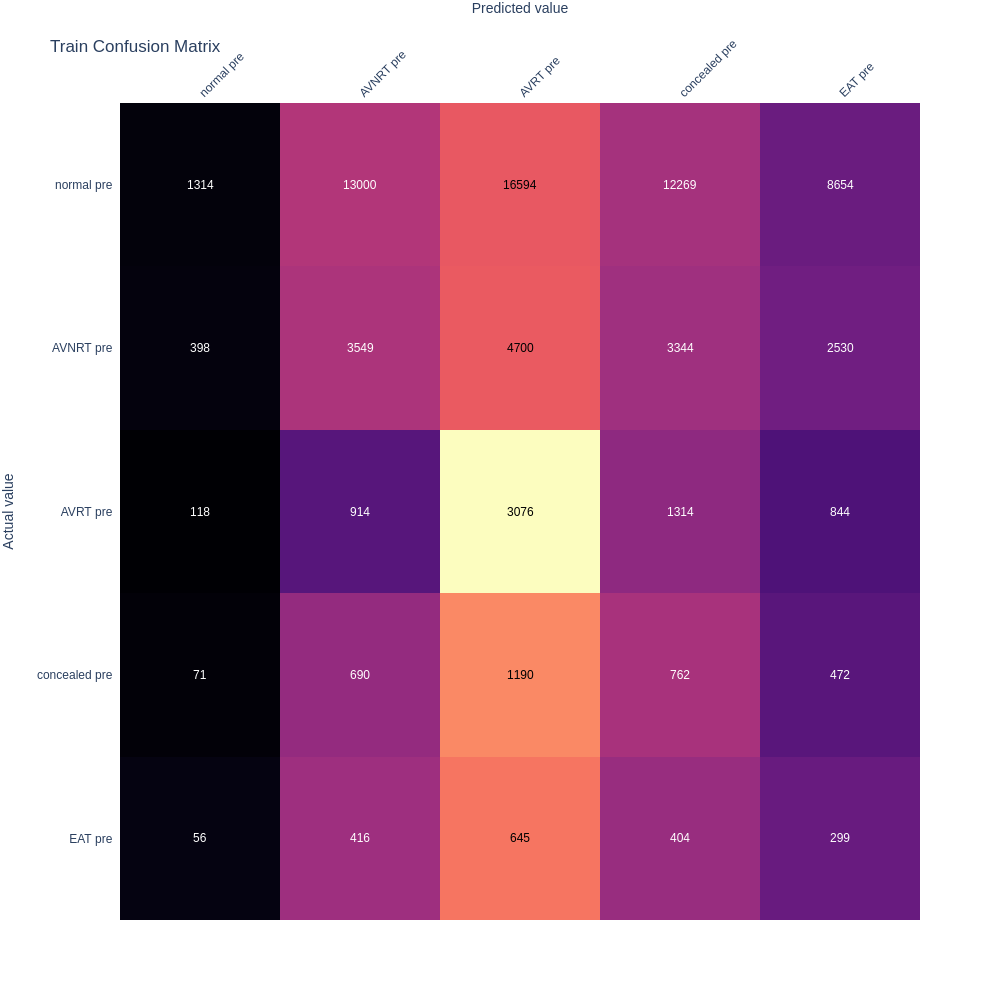 Predicted value
Train Confusion Matrix
normal pre AVNRT pre AVRT pre concealed pre EAT pre
normal pre 1314 13000 16594 12269 8654
AVNRT pre 398 3549 4700 3344 2530
Actual value
AVRT pre 118 914 3076 1314 844
concealed pre 71 690 1190 762 472
EAT pre 56 416 645 404 299